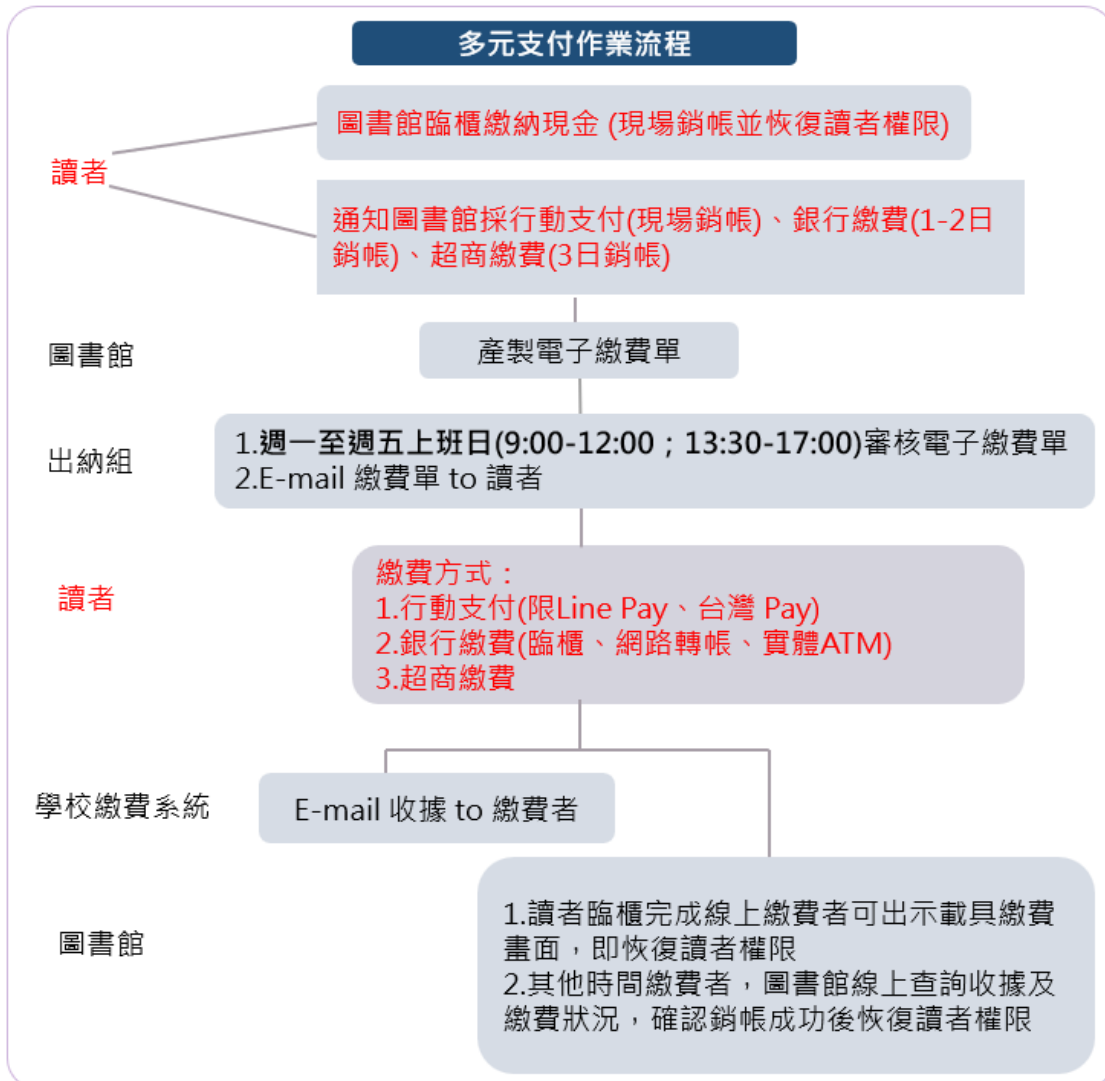 多元支付作業流程
圖書館臨櫃繳納現金 (現場銷帳並恢復讀者權限)
讀者
通知圖書館採行動支付(現場銷帳)、銀行繳費(1-2日
銷帳)、超商繳費(3日銷帳)
圖書館
產製電子繳費單
出納組
1.週一至週五上班日(9:00-12:00；13:30-17:00)審核電子繳費單
2.E-mail 繳費單 to 讀者
讀者
繳費方式：
1.行動支付(限Line Pay、台灣 Pay)
2.銀行繳費(臨櫃、網路轉帳、實體ATM)
3.超商繳費
學校繳費系統
E-mail 收據 to 繳費者
圖書館
1.讀者臨櫃完成線上繳費者可出示載具繳費
畫面，即恢復讀者權限
2.其他時間繳費者，圖書館線上查詢收據及
繳費狀況，確認銷帳成功後恢復讀者權限